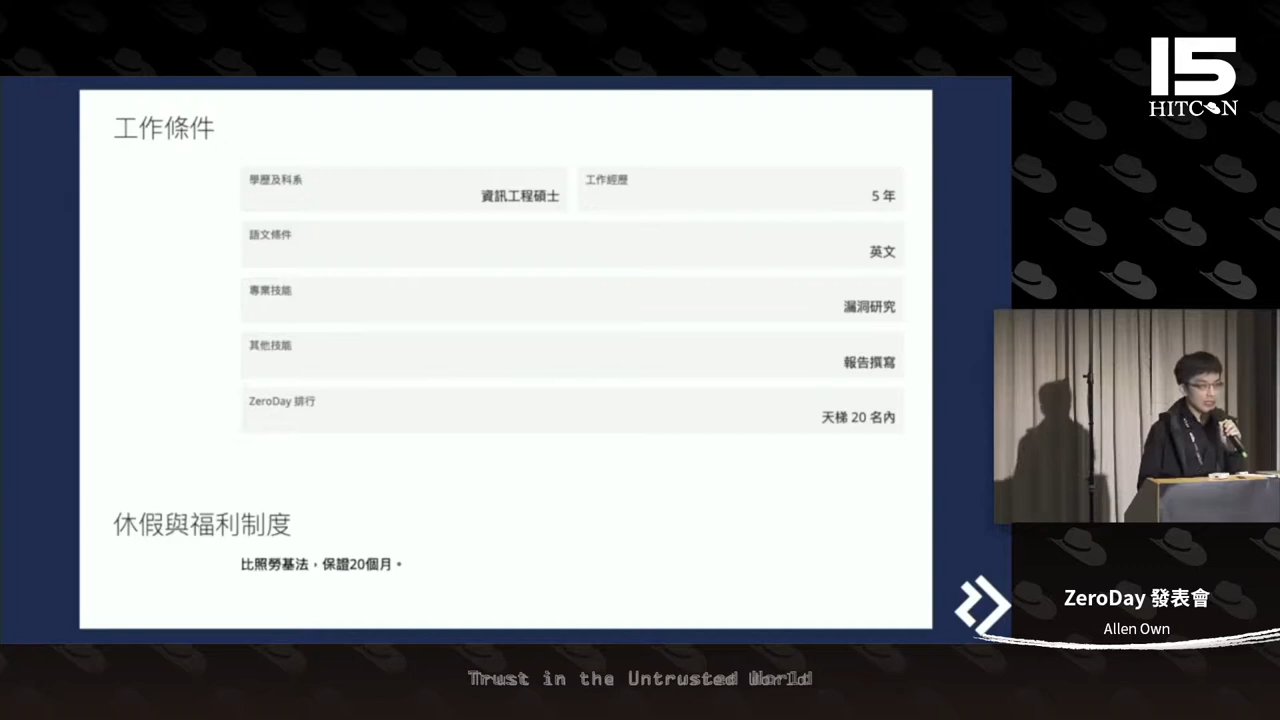 15
HITCON
工作條件
學歷及科系
資訊工程碩士
工作經歷
5 年
語文條件
英文
專業技能
漏洞研究
其他技能
報告撰寫
ZeroDay 排行
天梯 20 名內
休假與福利制度
比照勞基法，保證20個月。
ZeroDay 發表會
Allen Own
Trust in the Untrusted World